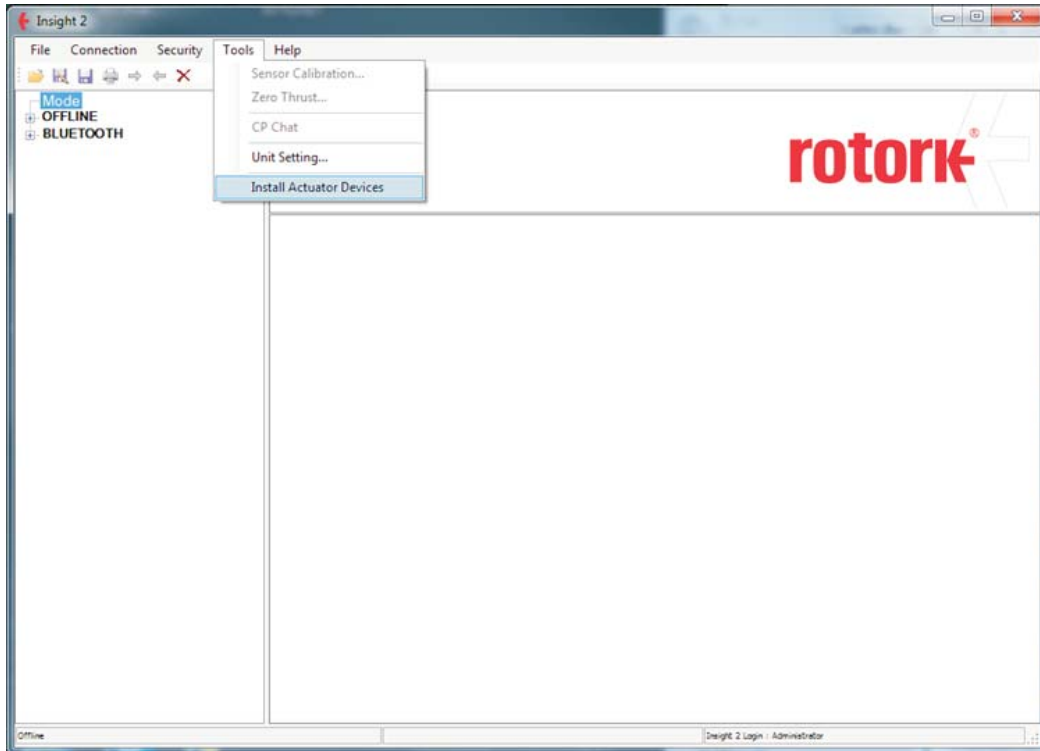 Insight 2
File Connection Security Tools Help
Sensor Calibration...
Zero Thrust...
CP Chat
Unit Setting...
Install Actuator Devices
Mode
OFFLINE
BLUETOOTH
rotork®
Offline
Insight 2 Login : Administrator